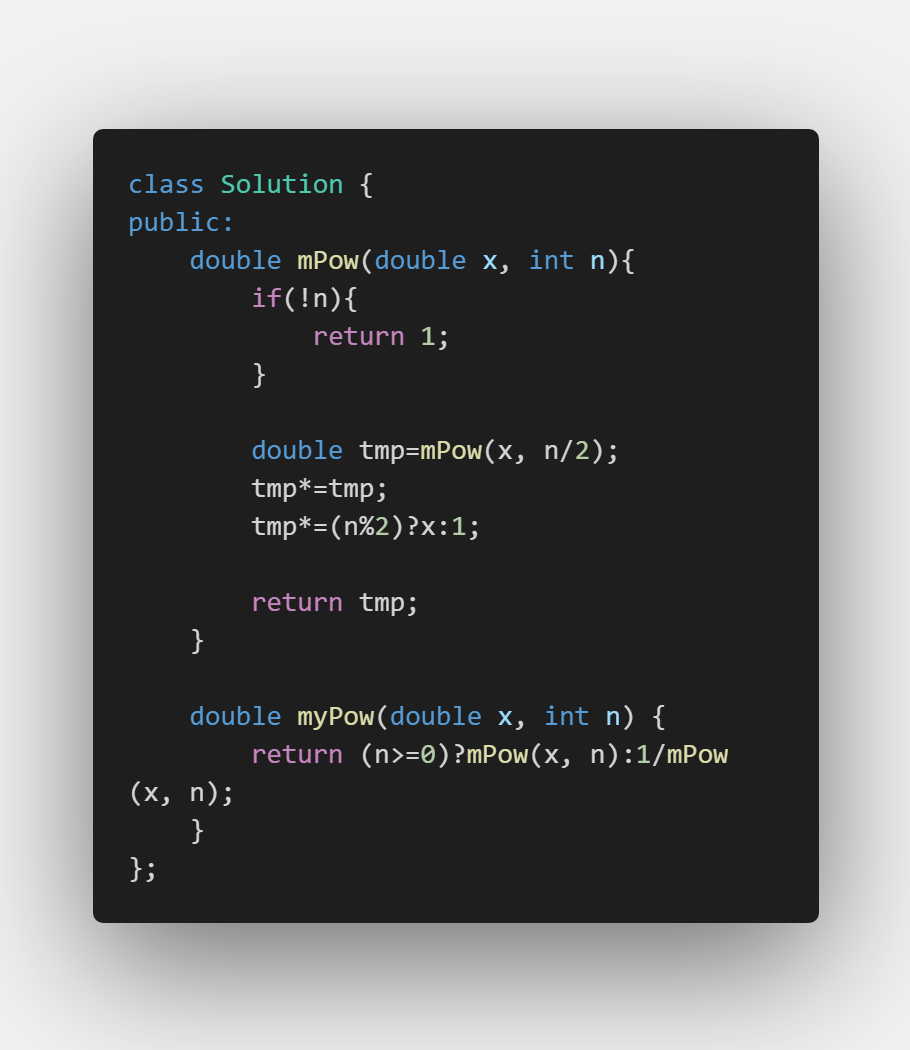 class Solution {
public:
    double mPow(double x, int n){
        if(!n){
            return 1;
        }

        double tmp=mPow(x, n/2);
        tmp*=tmp;
        tmp*=(n%2)?x:1;

        return tmp;
    }

    double myPow(double x, int n) {
        return (n>=0)?mPow(x, n):1/mPow
(x, n);
    }
};